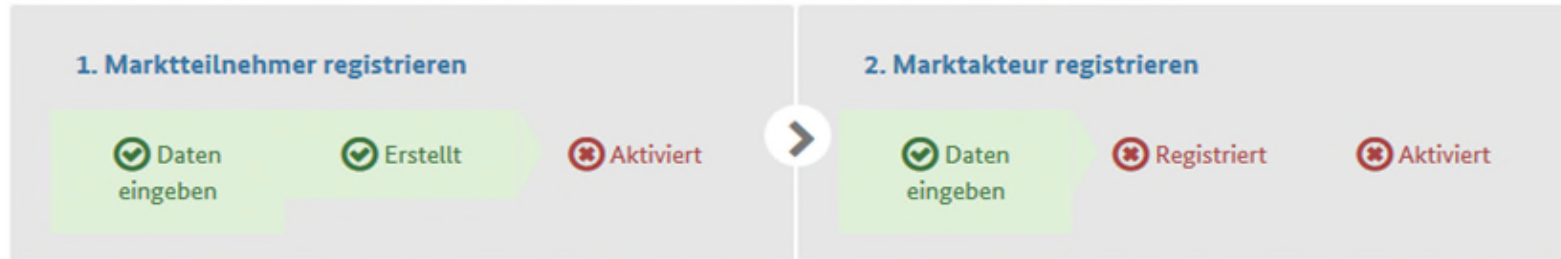 1. Marktteilnehmer registrieren
Daten
eingeben
Erstellt
Aktiviert
2. Marktakteur registrieren
Daten
eingeben
Registriert
Aktiviert